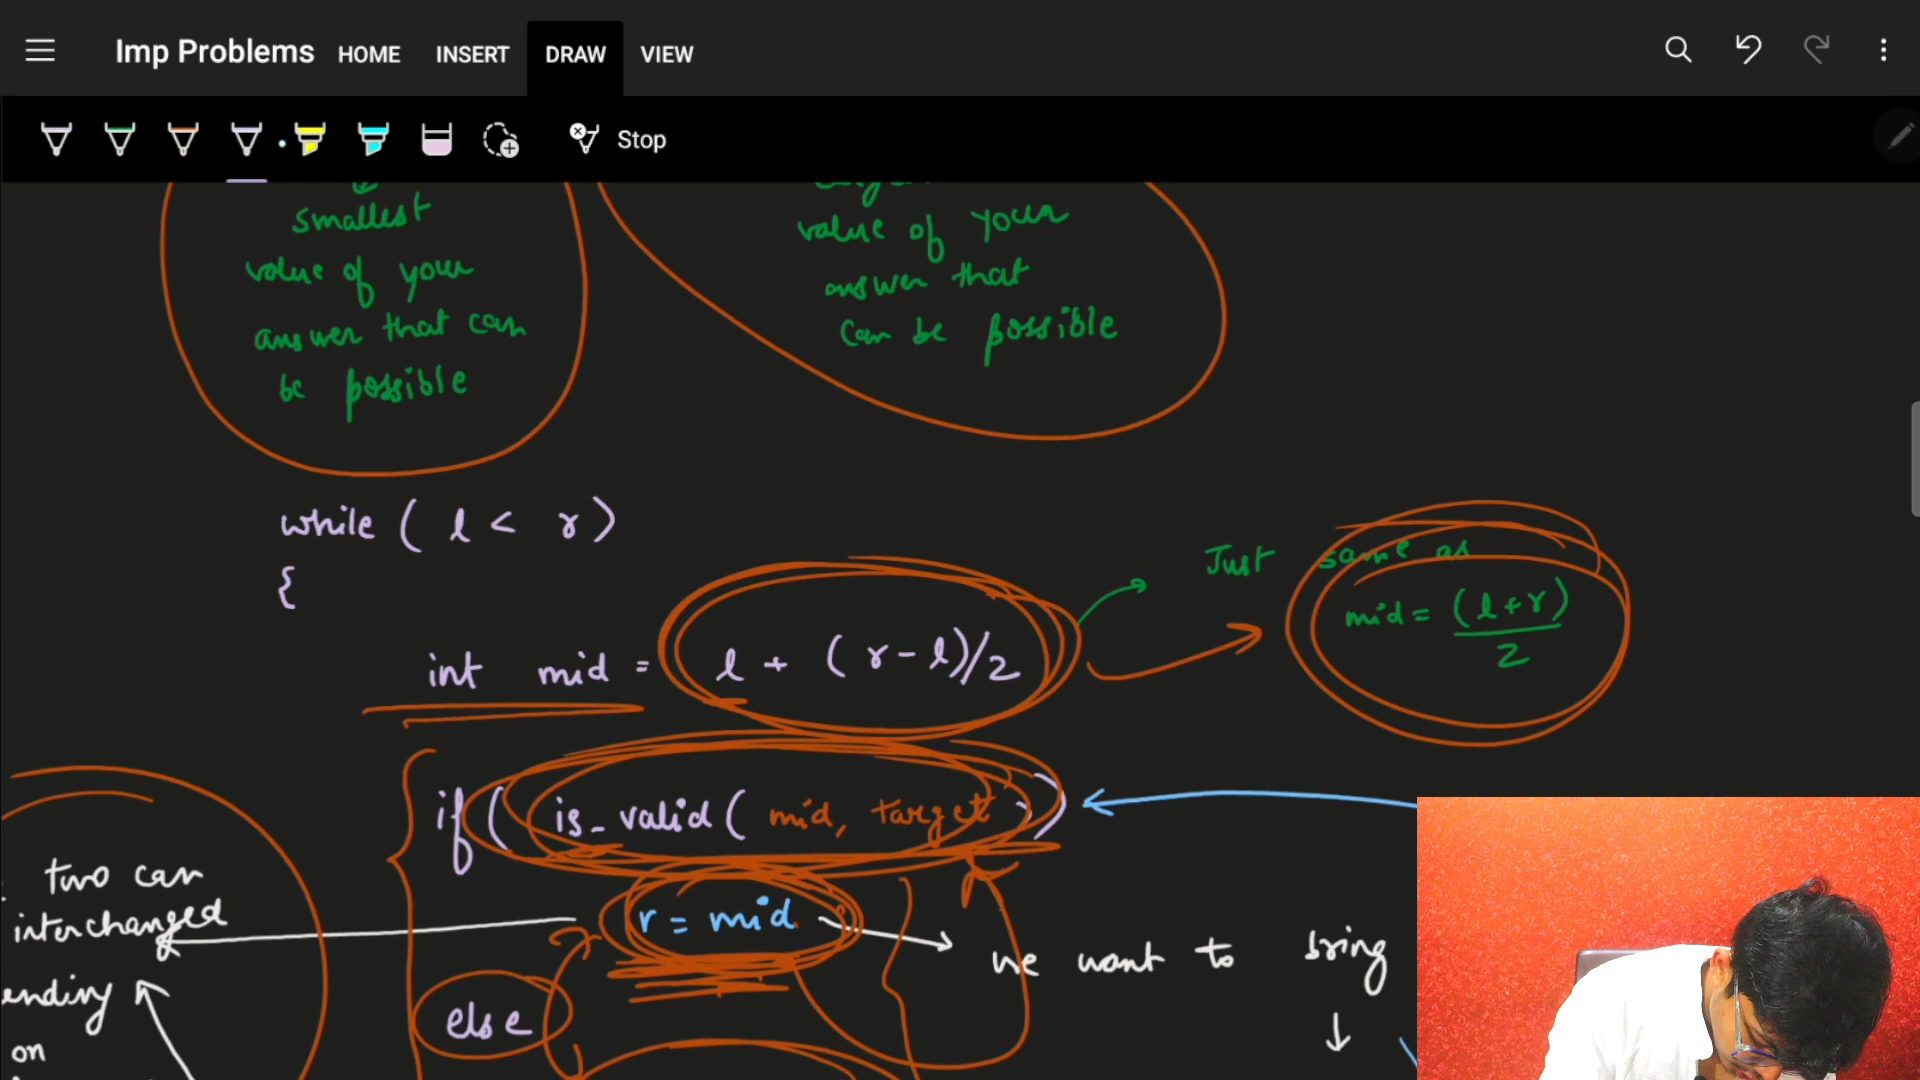 Imp Problems HOME INSERT DRAW VIEW
Stop
smallest
value of your
answer that can
be possible
value of your
answer that
can be possible
while ( l < r )
{
Just same as
mid = (l+r)
2
int mid = l + ( r - l)/2
if ( is_valid( mid, target ))
r = mid
two can
interchanged
ending
on
we want to bring
else